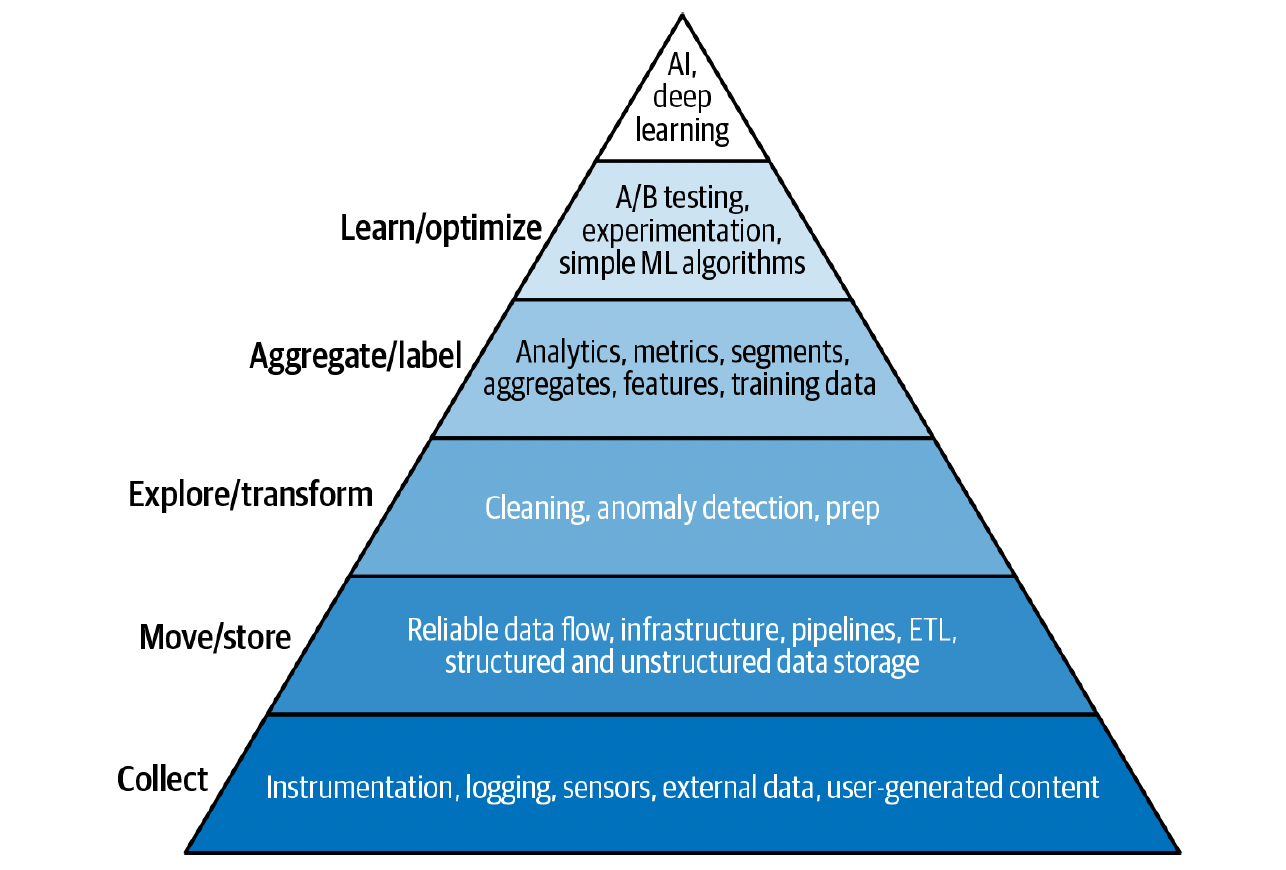 AI,
deep
learning
Learn/optimize
A/B testing,
experimentation,
simple ML algorithms
Aggregate/label
Analytics, metrics, segments,
aggregates, features, training data
Explore/transform
Cleaning, anomaly detection, prep
Move/store
Reliable data flow, infrastructure, pipelines, ETL,
structured and unstructured data storage
Collect
Instrumentation, logging, sensors, external data, user-generated content